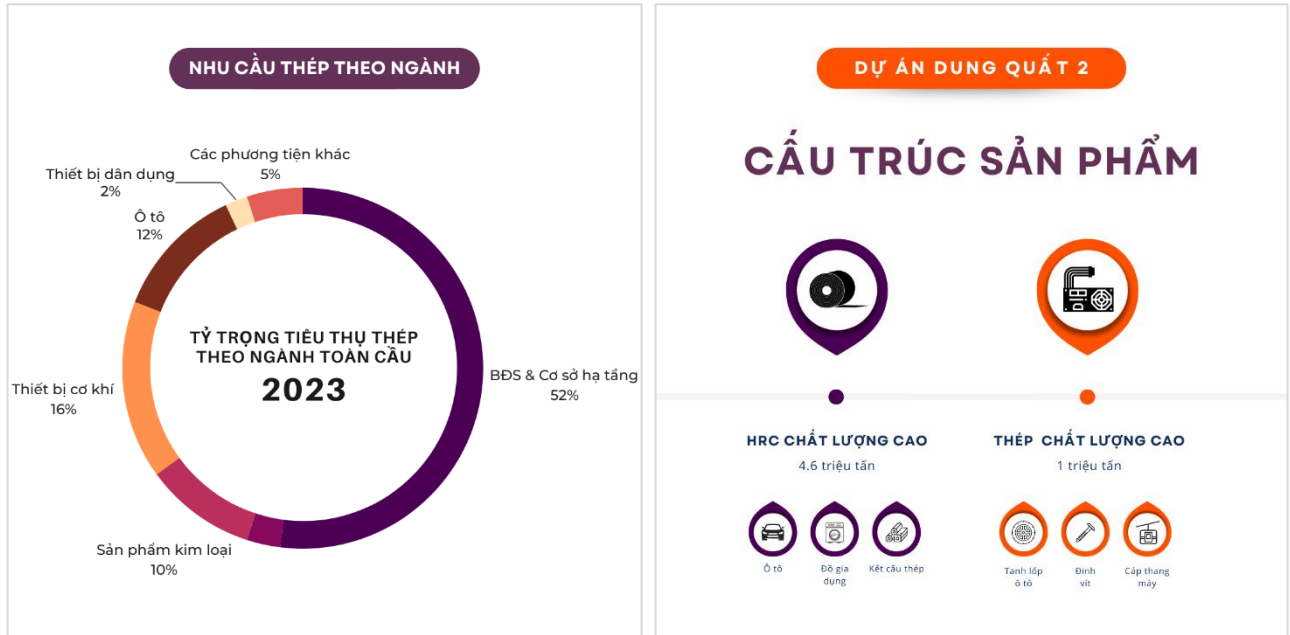 NHU CẦU THÉP THEO NGÀNH
Các phương tiện khác
5%
Thiết bị dân dụng
2%
Ô tô
12%
TỶ TRỌNG TIÊU THỤ THÉP
THEO NGÀNH TOÀN CẦU
2023
BĐS & Cơ sở hạ tầng
52%
Thiết bị cơ khí
16%
Sản phẩm kim loại
10%
DỰ ÁN DUNG QUẤT 2
CẤU TRÚC SẢN PHẨM
HRC CHẤT LƯỢNG CAO
4.6 triệu tấn
Ô tô
Đồ gia
dụng
Kết cấu thép
THÉP CHẤT LƯỢNG CAO
1 triệu tấn
Tanh lốp
ô tô
Đinh
vít
Cáp thang
máy